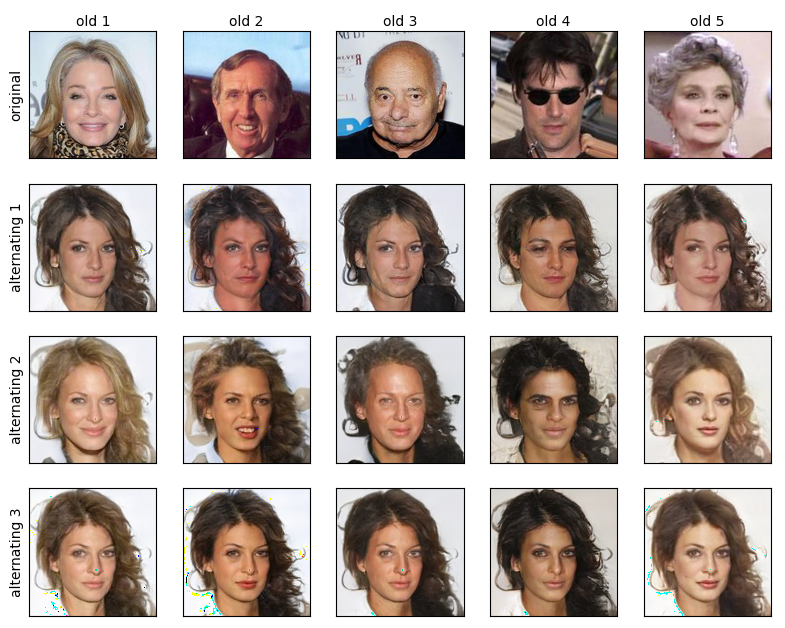 old 1 old 2 old 3 old 4 old 5
original
alternating 1
alternating 2
alternating 3